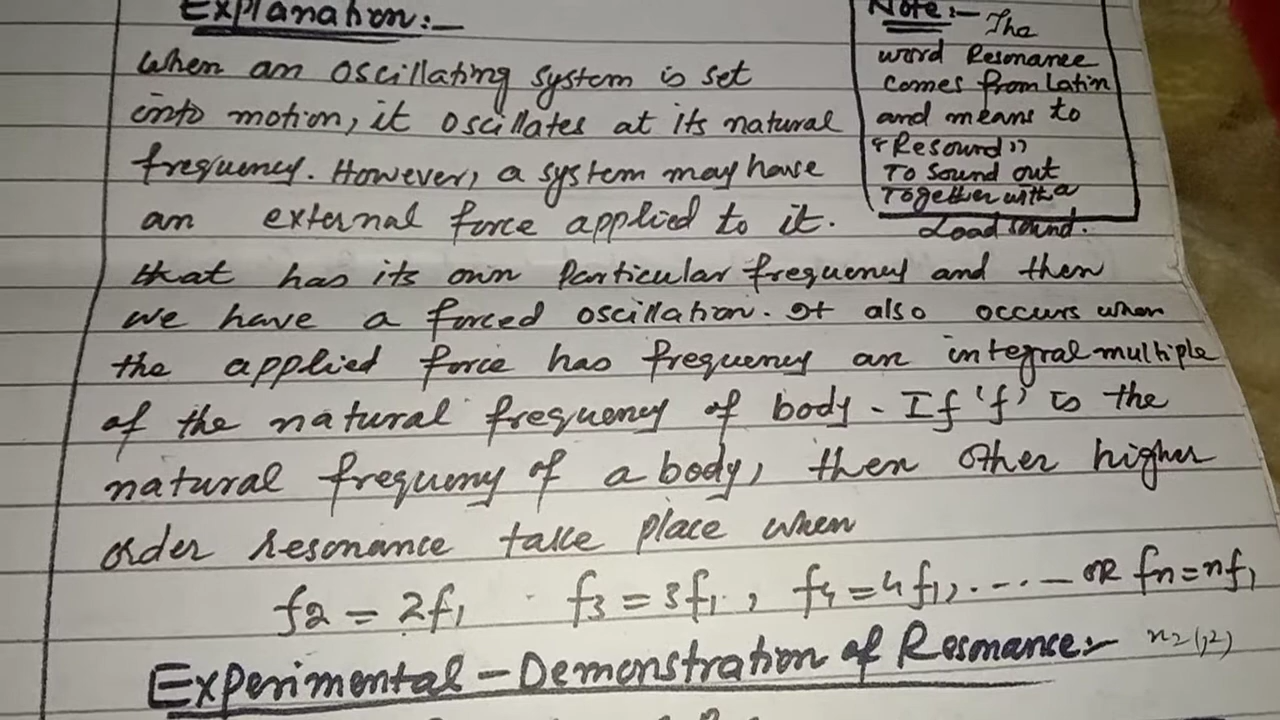 Explanation:-
When an oscillating system is set
into motion, it oscillates at its natural
frequency. However, a system may have
an external force applied to it.
that has its own Particular frequency and then
we have a forced oscillation. It also occurs when
the applied force has frequency an integral multiple
of the natural frequency of body. If 'f' is the
natural frequency of a body, then other higher
order resonance take place when
f2 = 2f1 f3 = 3f1, f4 = 4f1, ..... OR fn = nf1
Experimental - Demonstration of Resonance:-
Note:- The
word Resonance
comes from Latin
and means to
"Resound"
To Sound out
Together with a
Load sound.